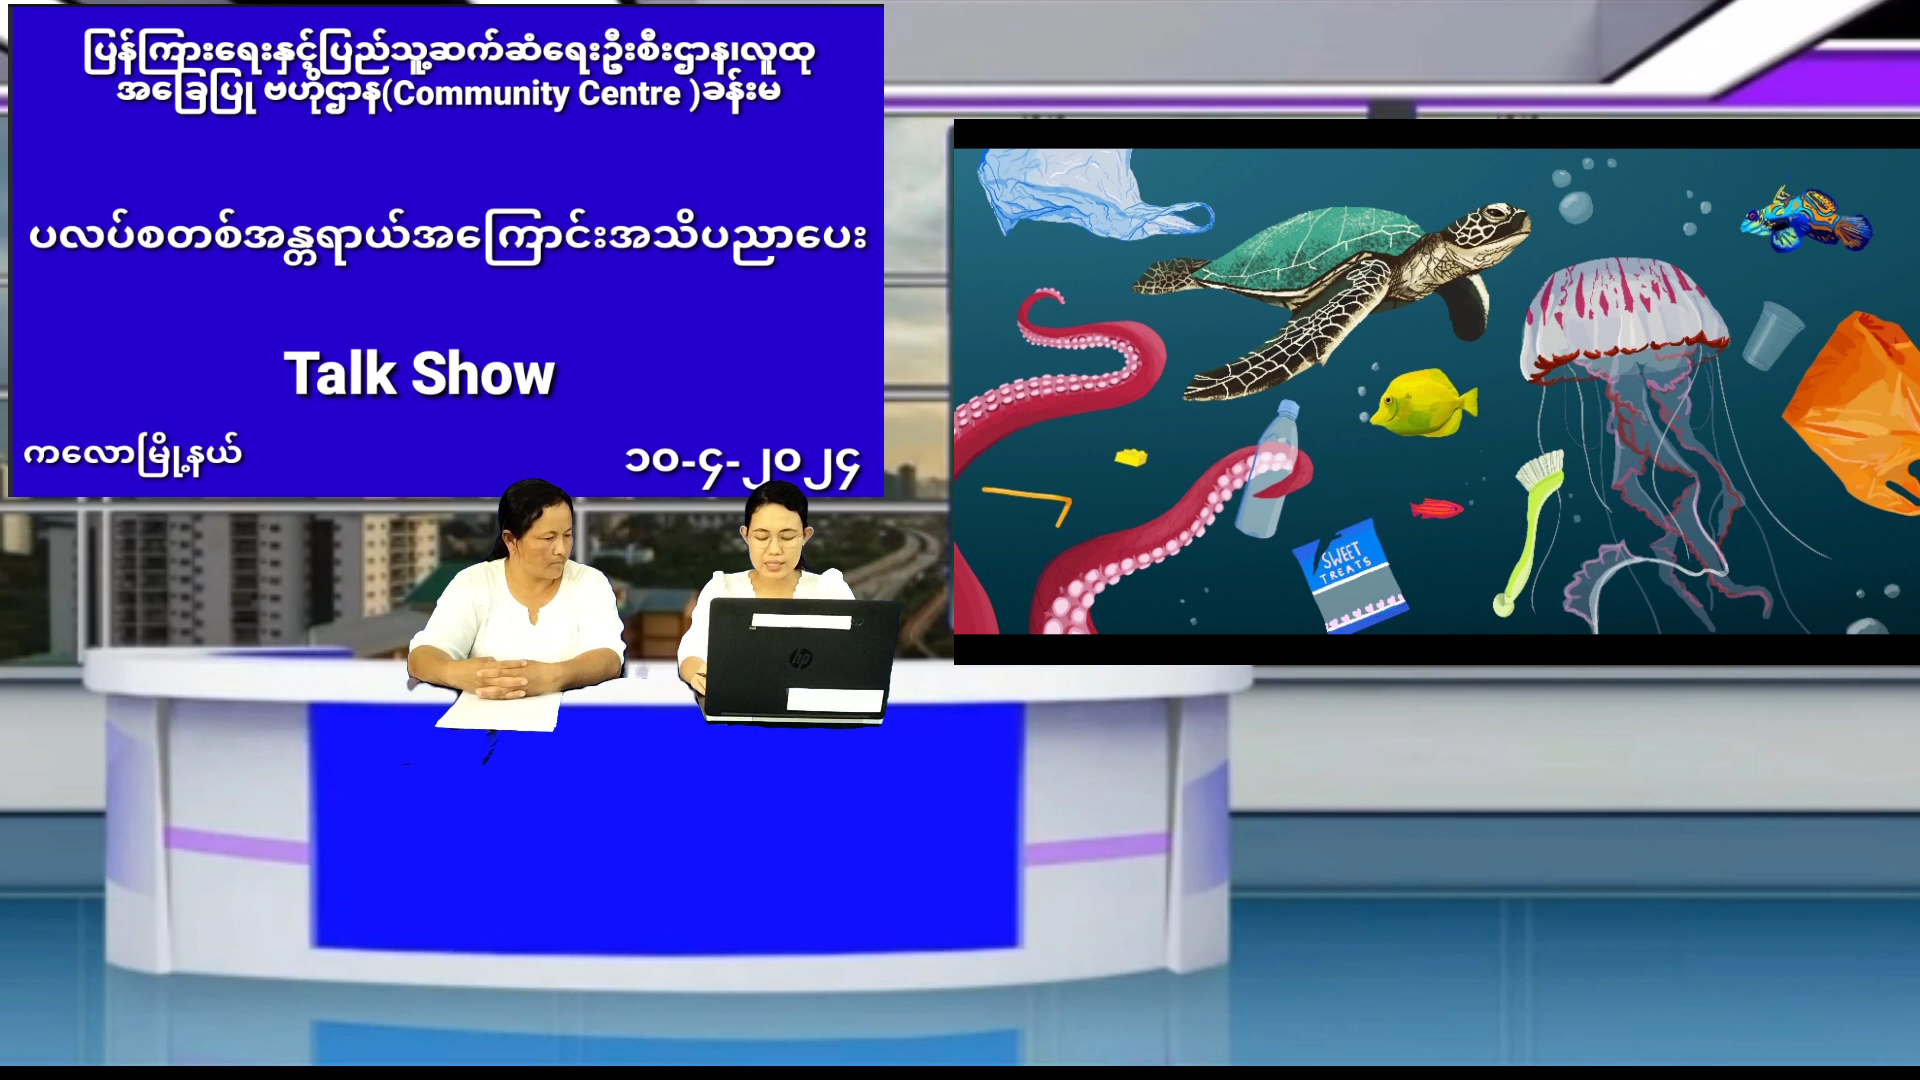 ပြန်ကြားရေးနှင့်ပြည်သူ့ဆက်ဆံရေးဦးစီးဌာန၊လူထု
အခြေပြု ဗဟိုဌာန(Community Centre )ခန်းမ
ပလပ်စတစ်အန္တရာယ်အကြောင်းအသိပညာပေး
Talk Show
ကလောမြို့နယ်
၁၀-၄-၂၀၂၄
SWEET
TREATS
hp